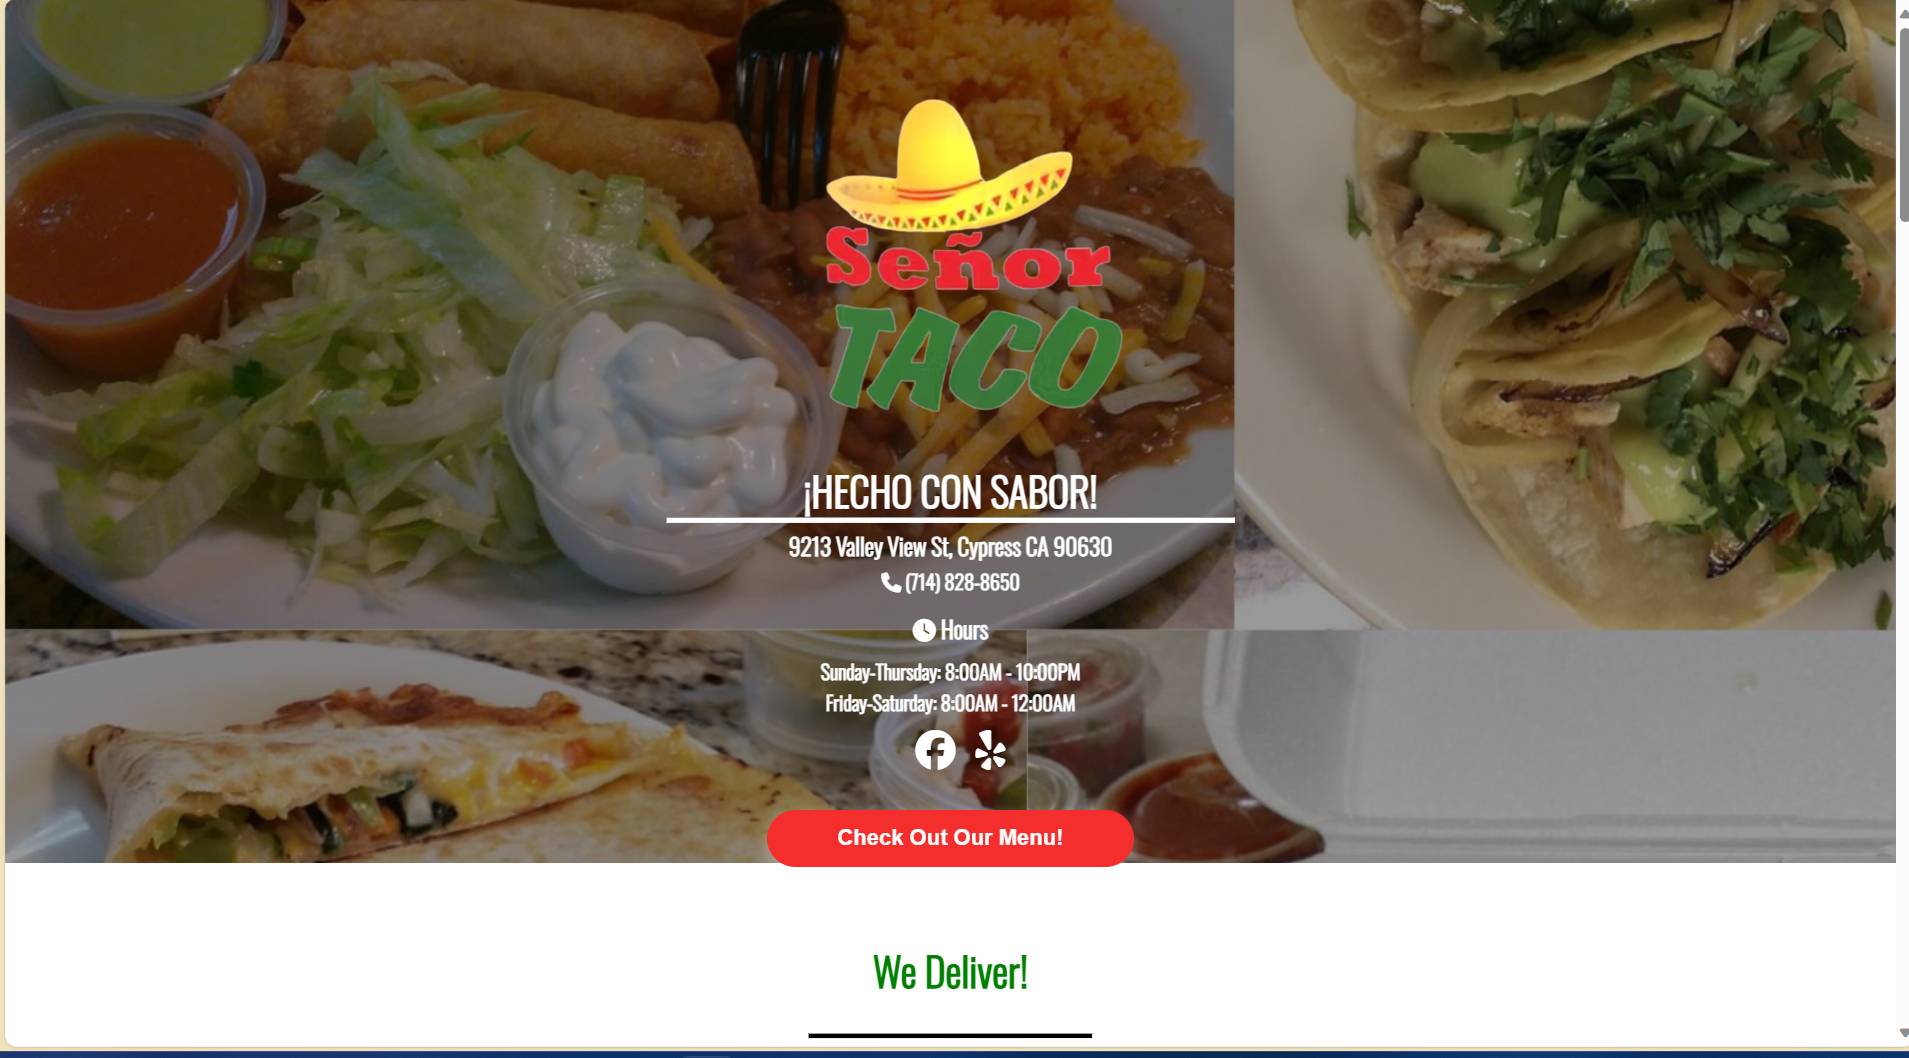 Señor
TACO
¡HECHO CON SABOR!
9213 Valley View St, Cypress CA 90630
(714) 828-8650
Hours
Sunday-Thursday: 8:00AM - 10:00PM
Friday-Saturday: 8:00AM - 12:00AM
Check Out Our Menu!
We Deliver!